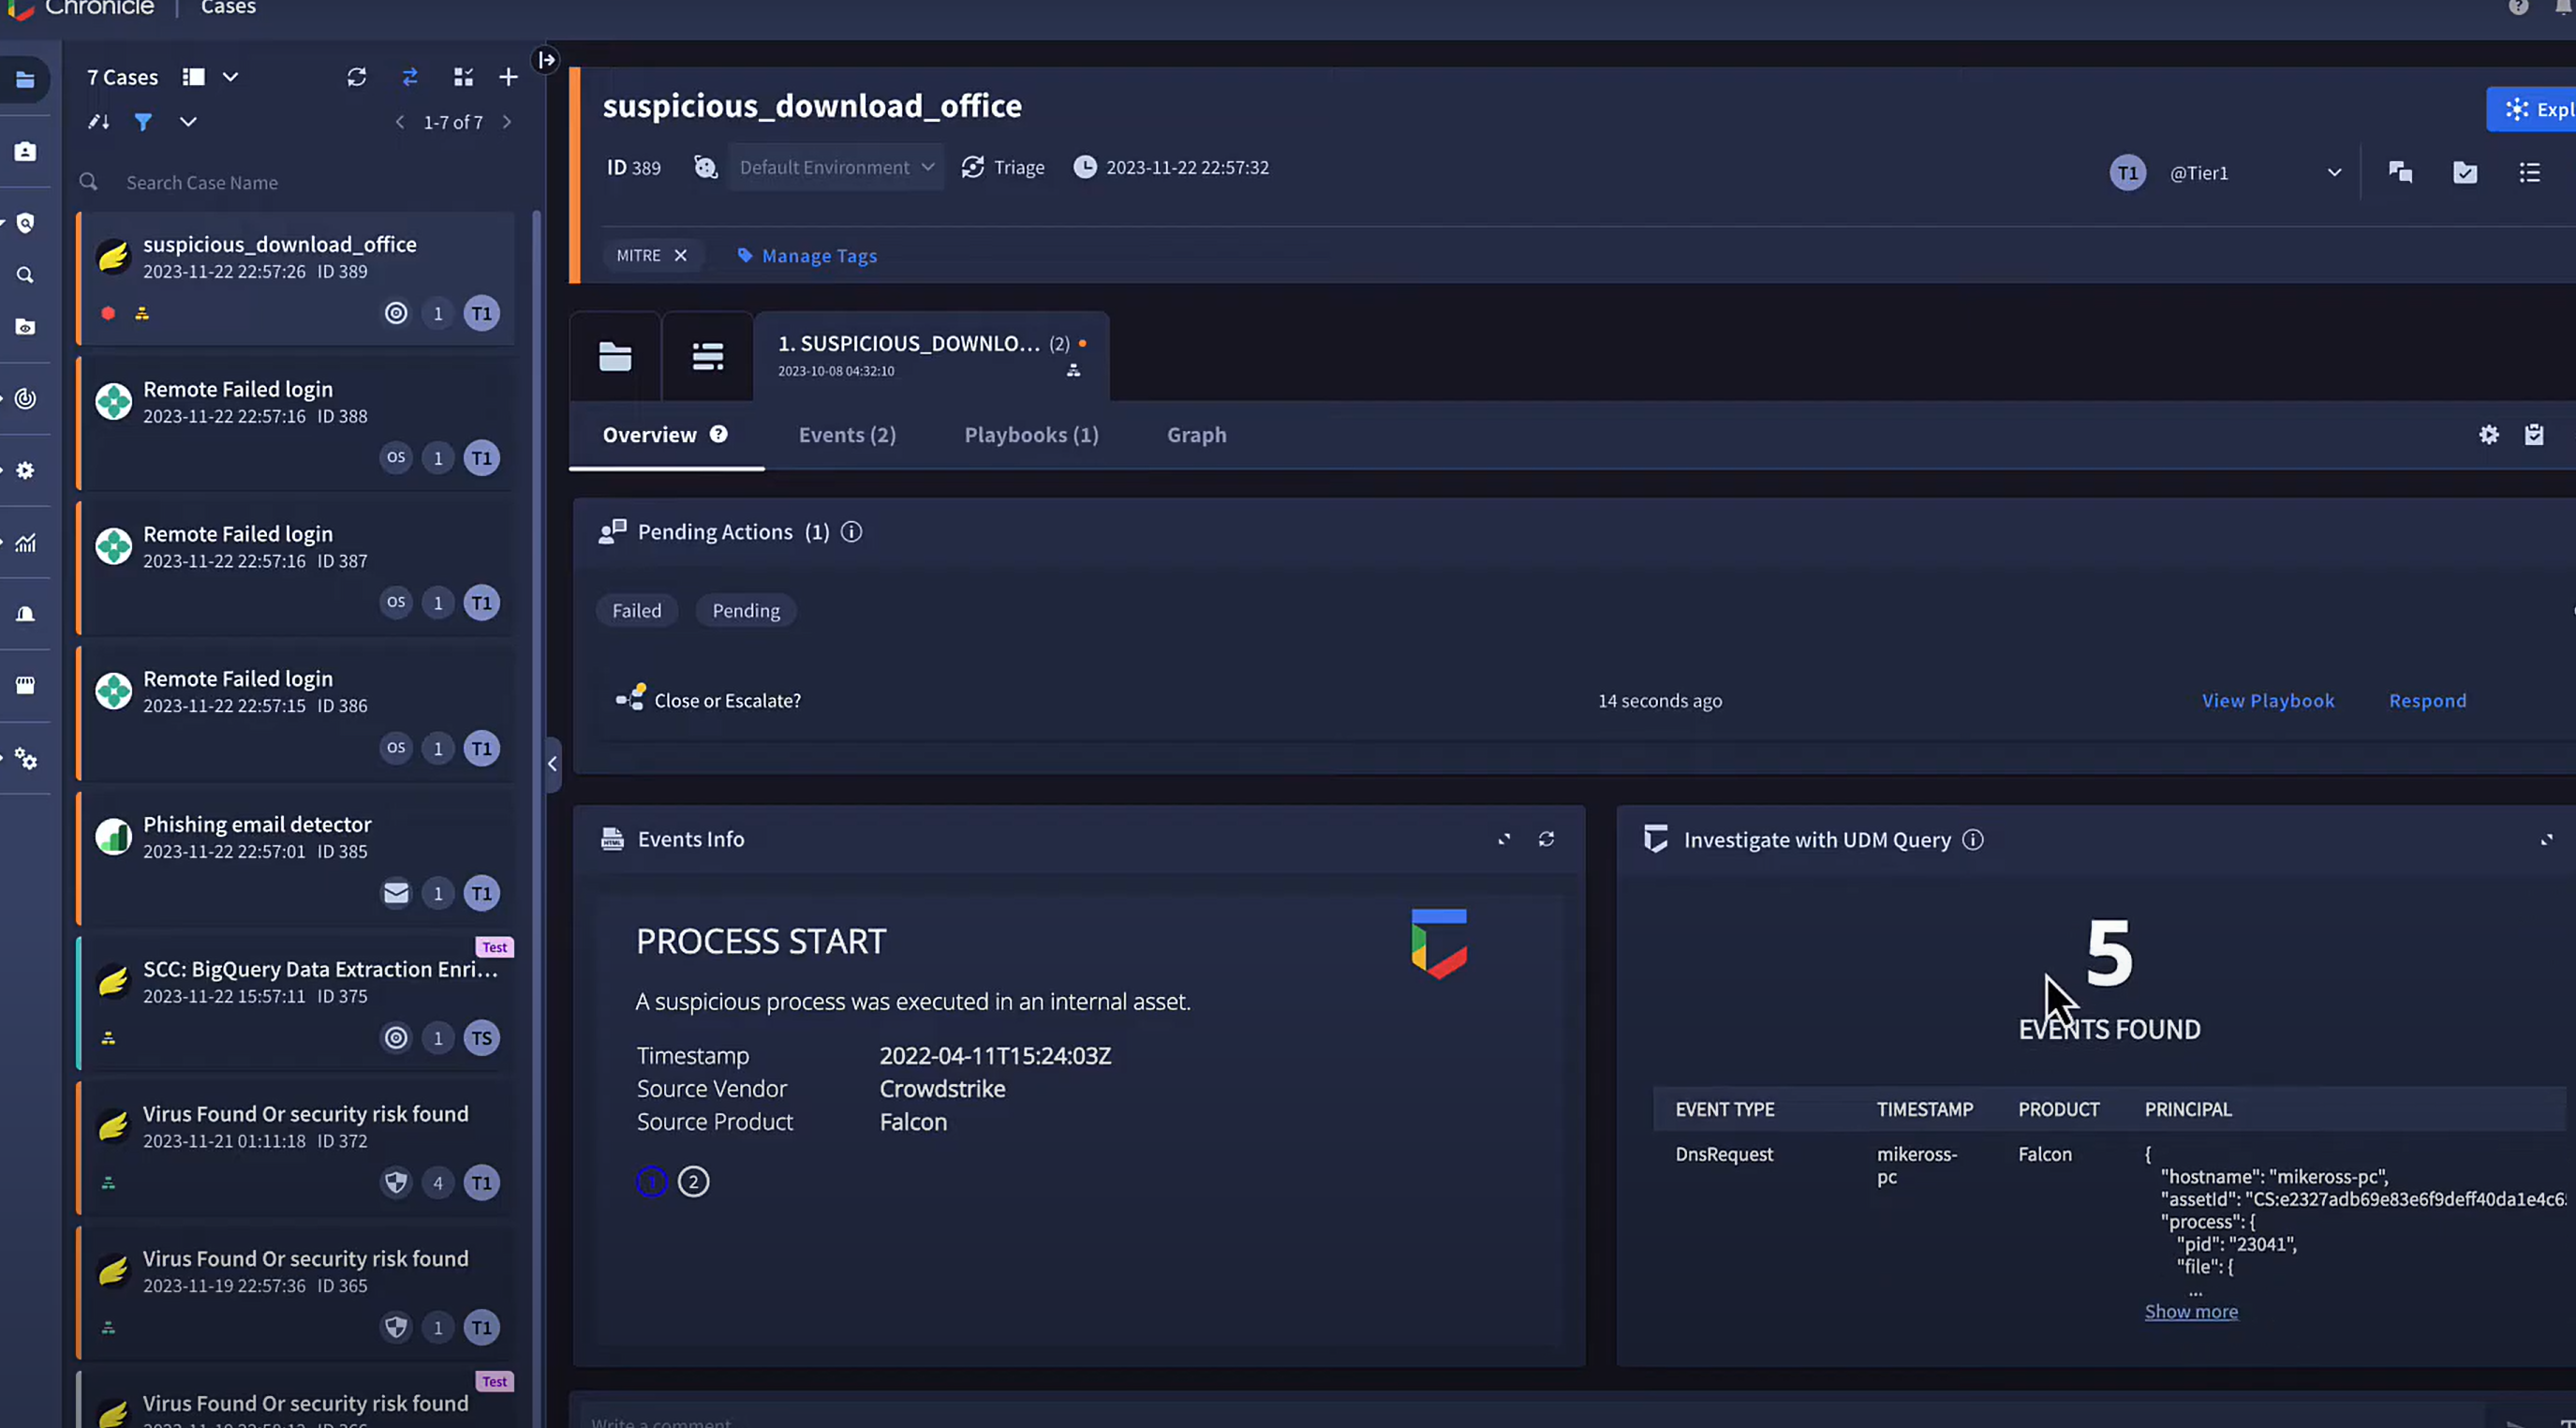 Chronicle | Cases
7 Cases
1-7 of 7
Search Case Name
suspicious_download_office
2023-11-22 22:57:26 ID 389
1 T1
Remote Failed login
2023-11-22 22:57:16 ID 388
OS 1 T1
Remote Failed login
2023-11-22 22:57:16 ID 387
OS 1 T1
Remote Failed login
2023-11-22 22:57:15 ID 386
OS 1 T1
Phishing email detector
2023-11-22 22:57:01 ID 385
1 T1
Test
SCC: BigQuery Data Extraction Enri...
2023-11-22 15:57:11 ID 375
1 TS
Virus Found Or security risk found
2023-11-21 01:11:18 ID 372
4 T1
Virus Found Or security risk found
2023-11-19 22:57:36 ID 365
1 T1
Test
Virus Found Or security risk found
suspicious_download_office
Expl
ID 389 Default Environment Triage 2023-11-22 22:57:32
T1 @Tier1
MITRE Manage Tags
1. SUSPICIOUS_DOWNLO... (2)
2023-10-08 04:32:10
Overview Events (2) Playbooks (1) Graph
Pending Actions (1)
Failed Pending
Close or Escalate? 14 seconds ago View Playbook Respond
Events Info
PROCESS START
A suspicious process was executed in an internal asset.
Timestamp 2022-04-11T15:24:03Z
Source Vendor Crowdstrike
Source Product Falcon
1 2
Investigate with UDM Query
5
EVENTS FOUND
EVENT TYPE TIMESTAMP PRODUCT PRINCIPAL
DnsRequest mikeross-pc Falcon {
"hostname": "mikeross-pc",
"assetId": "CS:e2327adb69e83e6f9deff40da1e4c6
"process": {
"pid": "23041",
"file": {
...
Show more
Write a comment